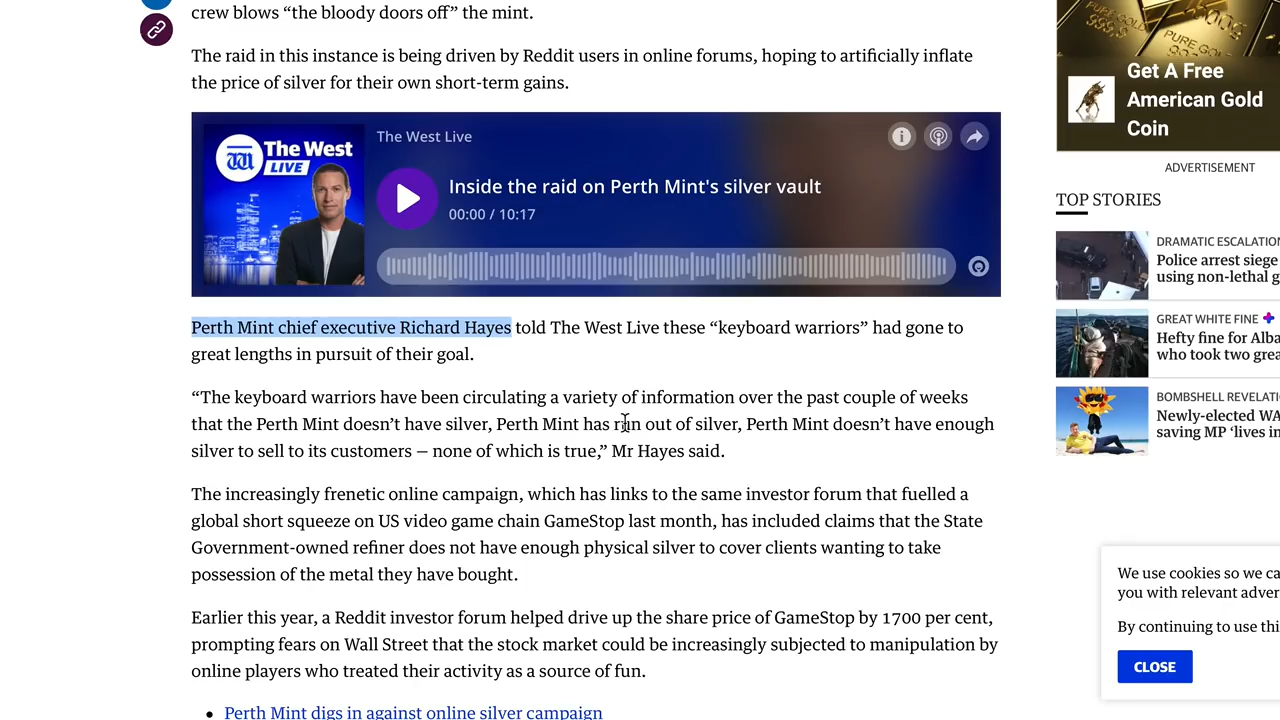 crew blows “the bloody doors off” the mint.
The raid in this instance is being driven by Reddit users in online forums, hoping to artificially inflate
the price of silver for their own short-term gains.
The West
LIVE
The West Live
Inside the raid on Perth Mint's silver vault
00:00 / 10:17
Perth Mint chief executive Richard Hayes told The West Live these “keyboard warriors” had gone to
great lengths in pursuit of their goal.
“The keyboard warriors have been circulating a variety of information over the past couple of weeks
that the Perth Mint doesn’t have silver, Perth Mint has run out of silver, Perth Mint doesn’t have enough
silver to sell to its customers – none of which is true,” Mr Hayes said.
The increasingly frenetic online campaign, which has links to the same investor forum that fuelled a
global short squeeze on US video game chain GameStop last month, has included claims that the State
Government-owned refiner does not have enough physical silver to cover clients wanting to take
possession of the metal they have bought.
Earlier this year, a Reddit investor forum helped drive up the share price of GameStop by 1700 per cent,
prompting fears on Wall Street that the stock market could be increasingly subjected to manipulation by
online players who treated their activity as a source of fun.
• Perth Mint digs in against online silver campaign
PURE GOLD
999.9
PURE GOLD
Get A Free
American Gold
Coin
ADVERTISEMENT
TOP STORIES
DRAMATIC ESCALATION
Police arrest siege
using non-lethal g
GREAT WHITE FINE
Hefty fine for Alba
who took two grea
BOMBSHELL REVELATI
Newly-elected WA
saving MP ‘lives in
We use cookies so we ca
you with relevant adver
By continuing to use thi
CLOSE